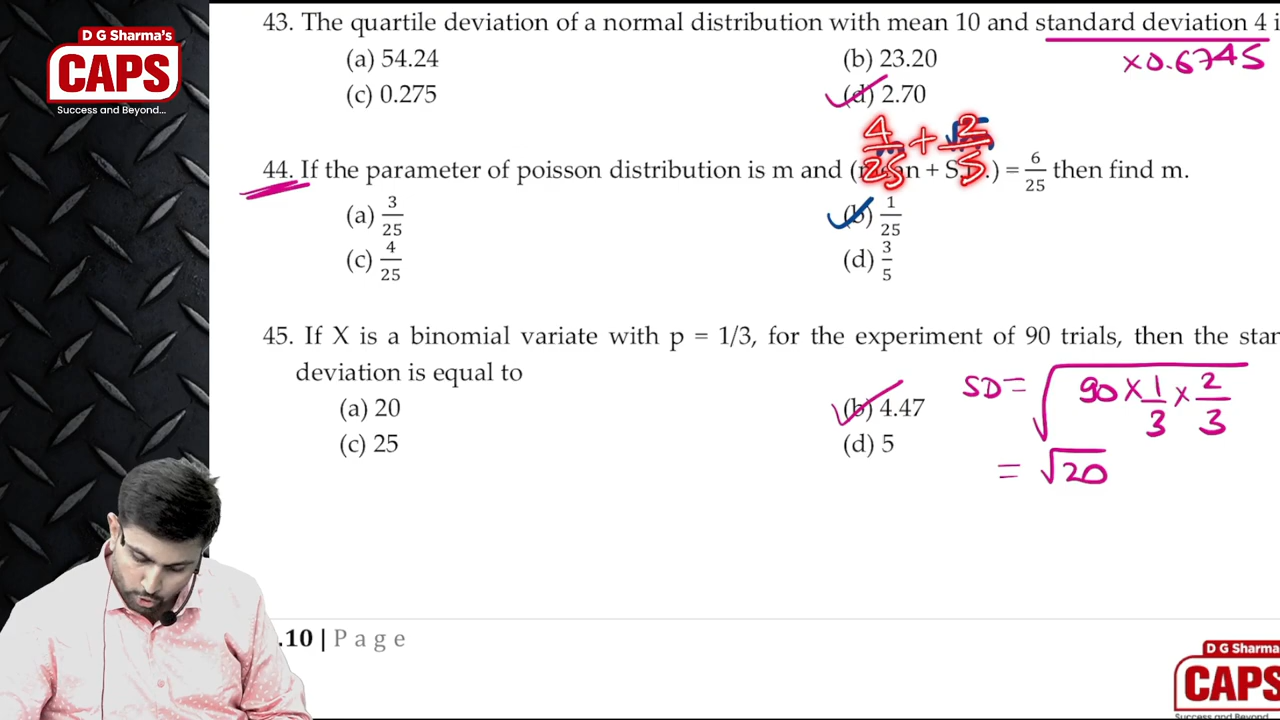 D G Sharma's
CAPS
Success and Beyond...
43. The quartile deviation of a normal distribution with mean 10 and standard deviation 4 i
×0.6745
(a) 54.24
(b) 23.20
(c) 0.275
(d) 2.70
4/25 + 2/5
44. If the parameter of poisson distribution is m and (mean + S.D.) = 6/25 then find m.
(a) 3/25
(b) 1/25
(c) 4/25
(d) 3/5
45. If X is a binomial variate with p = 1/3, for the experiment of 90 trials, then the stan
deviation is equal to
SD = √90 × 1/3 × 2/3
(a) 20
(b) 4.47
(c) 25
(d) 5
= √20
.10 | Page
D G Sharma
CAPS
Success and Beyond...